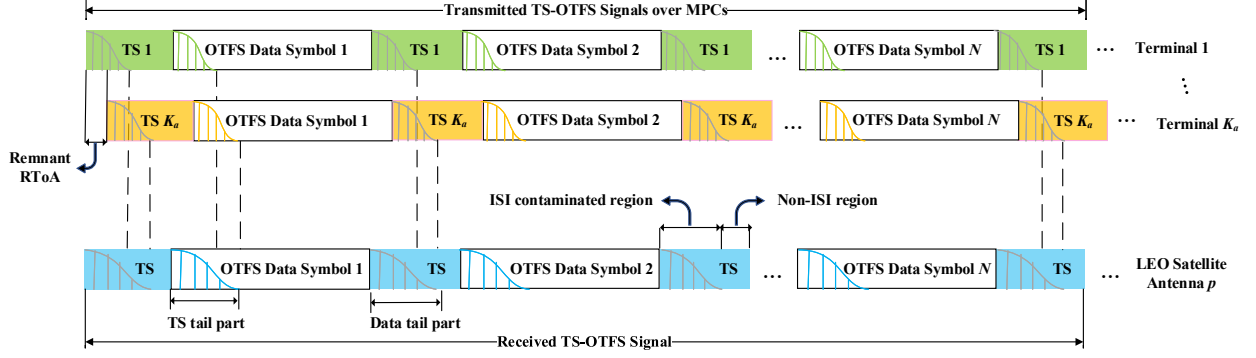 Transmitted TS-OTFS Signals over MPCs
TS 1 OTFS Data Symbol 1 TS 1 OTFS Data Symbol 2 TS 1 ... OTFS Data Symbol N TS 1 ... Terminal 1
⋮
TS Kₐ OTFS Data Symbol 1 TS Kₐ OTFS Data Symbol 2 TS Kₐ ... OTFS Data Symbol N TS Kₐ ... Terminal Kₐ
Remnant
RToA
ISI contaminated region Non-ISI region
TS OTFS Data Symbol 1 TS OTFS Data Symbol 2 TS ... OTFS Data Symbol N TS ... LEO Satellite
Antenna p
TS tail part Data tail part
Received TS-OTFS Signal